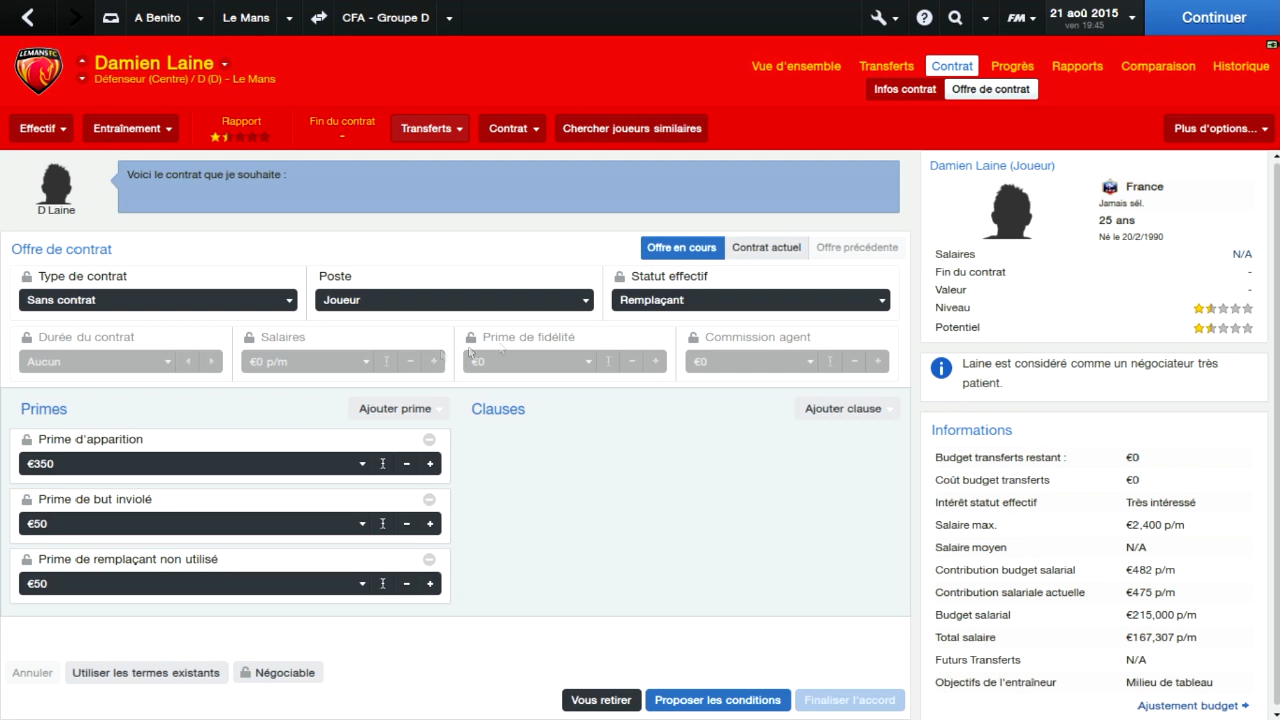 A Benito
Le Mans
CFA - Groupe D
FM
21 aoû 2015
ven 19:45
Continuer
LE MANS FC
Damien Laine
Défenseur (Centre) / D (D) - Le Mans
Vue d'ensemble
Transferts
Contrat
Progrès
Rapports
Comparaison
Historique
Infos contrat
Offre de contrat
Effectif
Entraînement
Rapport
Fin du contrat
-
Transferts
Contrat
Chercher joueurs similaires
Plus d'options...
D Laine
Voici le contrat que je souhaite :
Offre de contrat
Offre en cours
Contrat actuel
Offre précédente
Type de contrat
Sans contrat
Poste
Joueur
Statut effectif
Remplaçant
Durée du contrat
Aucun
Salaires
€0 p/m
Prime de fidélité
€0
Commission agent
€0
Primes
Ajouter prime
Prime d'apparition
€350
Prime de but inviolé
€50
Prime de remplaçant non utilisé
€50
Clauses
Ajouter clause
Annuler
Utiliser les termes existants
Négociable
Vous retirer
Proposer les conditions
Finaliser l'accord
Damien Laine (Joueur)
France
Jamais sél.
25 ans
Né le 20/2/1990
Salaires N/A
Fin du contrat -
Valeur -
Niveau
Potentiel
Laine est considéré comme un négociateur très
patient.
Informations
Budget transferts restant : €0
Coût budget transferts €0
Intérêt statut effectif Très intéressé
Salaire max. €2,400 p/m
Salaire moyen N/A
Contribution budget salarial €482 p/m
Contribution salariale actuelle €475 p/m
Budget salarial €215,000 p/m
Total salaire €167,307 p/m
Futurs Transferts N/A
Objectifs de l'entraîneur Milieu de tableau
Ajustement budget